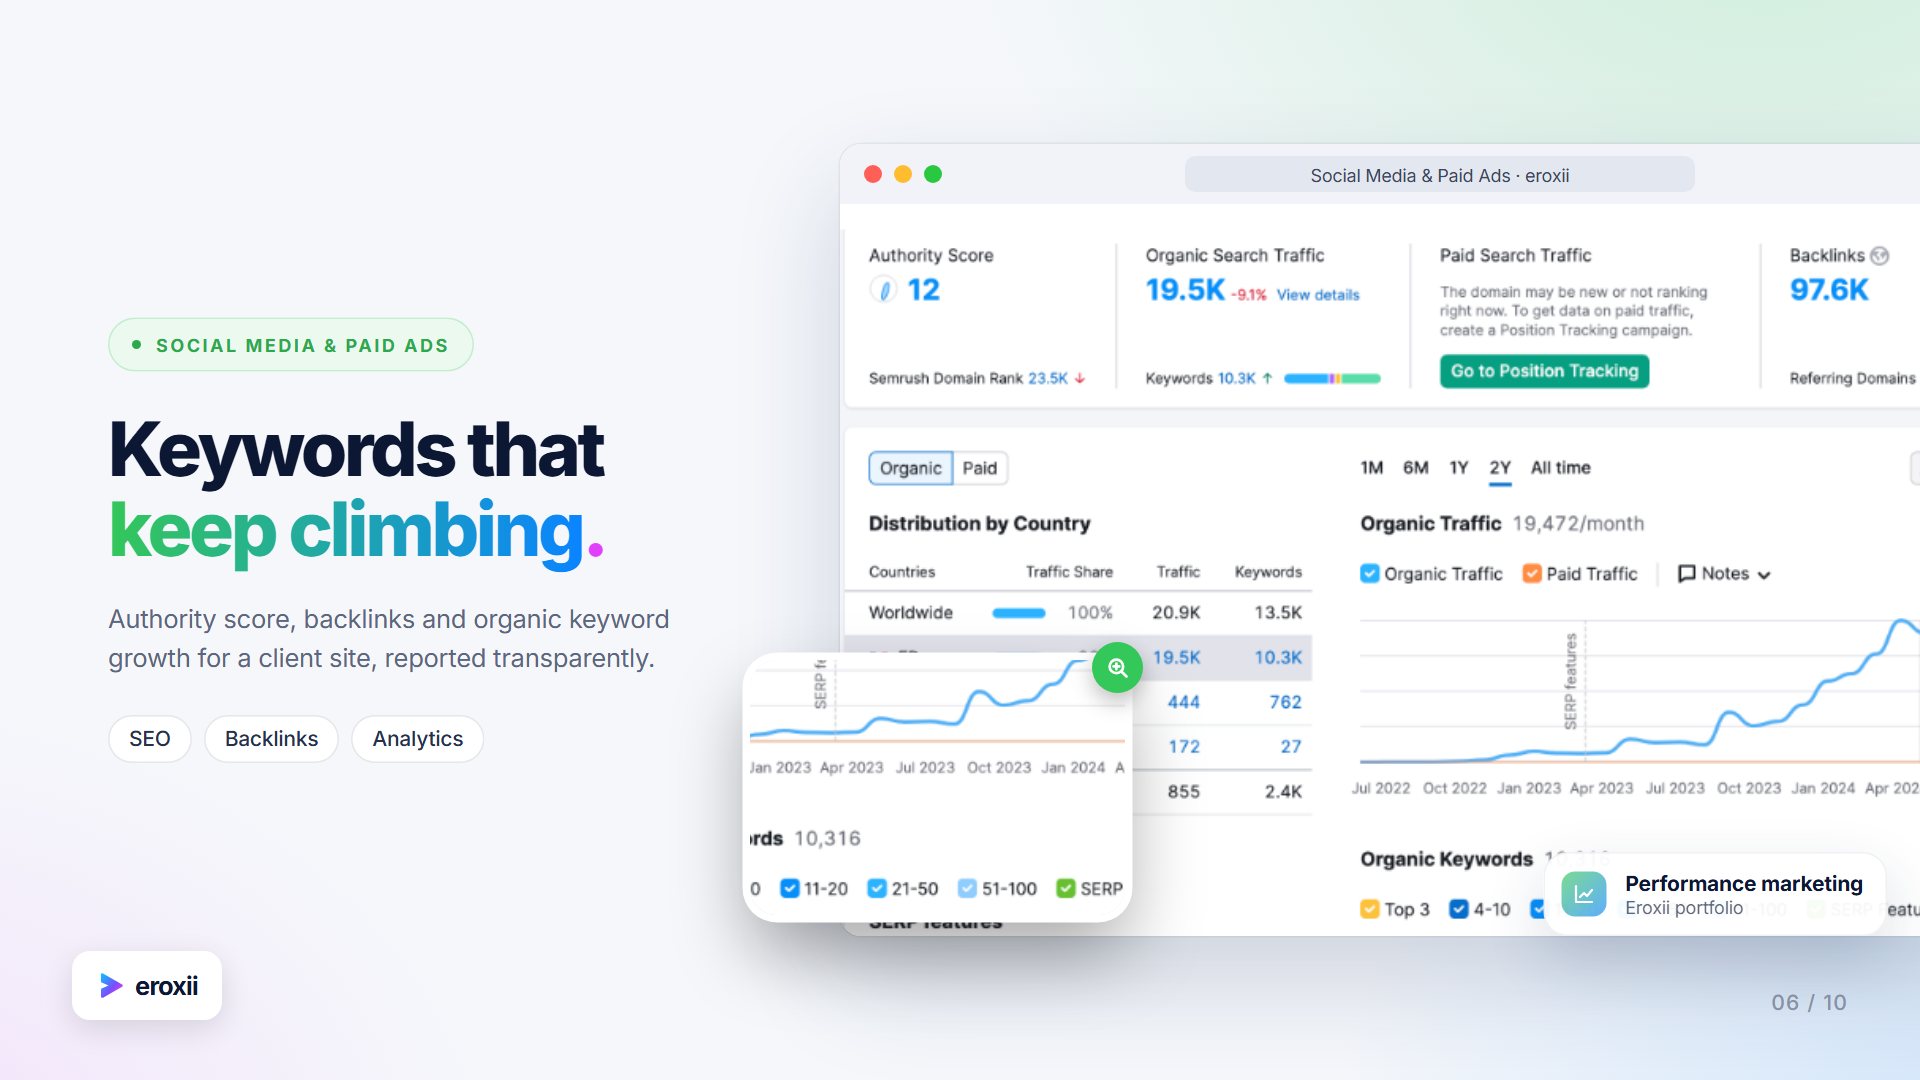 SOCIAL MEDIA & PAID ADS
Keywords that
keep climbing.
Authority score, backlinks and organic keyword
growth for a client site, reported transparently.
SEO Backlinks Analytics
eroxii
Social Media & Paid Ads · eroxii
Authority Score
12
Semrush Domain Rank 23.5K ↓
Organic Search Traffic
19.5K -9.1% View details
Keywords 10.3K ↑
Paid Search Traffic
The domain may be new or not ranking
right now. To get data on paid traffic,
create a Position Tracking campaign.
Go to Position Tracking
Backlinks
97.6K
Referring Domains
Organic Paid
Distribution by Country
Countries Traffic Share Traffic Keywords
Worldwide 100% 20.9K 13.5K
19.5K 10.3K
444 762
172 27
855 2.4K
SERP features
1M 6M 1Y 2Y All time
Organic Traffic 19,472/month
Organic Traffic Paid Traffic Notes
SERP features
Jul 2022 Oct 2022 Jan 2023 Apr 2023 Jul 2023 Oct 2023 Jan 2024 Apr 202
Organic Keywords 10,316
Top 3 4-10
Jan 2023 Apr 2023 Jul 2023 Oct 2023 Jan 2024 A
ords 10,316
0 11-20 21-50 51-100 SERP
Performance marketing
Eroxii portfolio
06 / 10